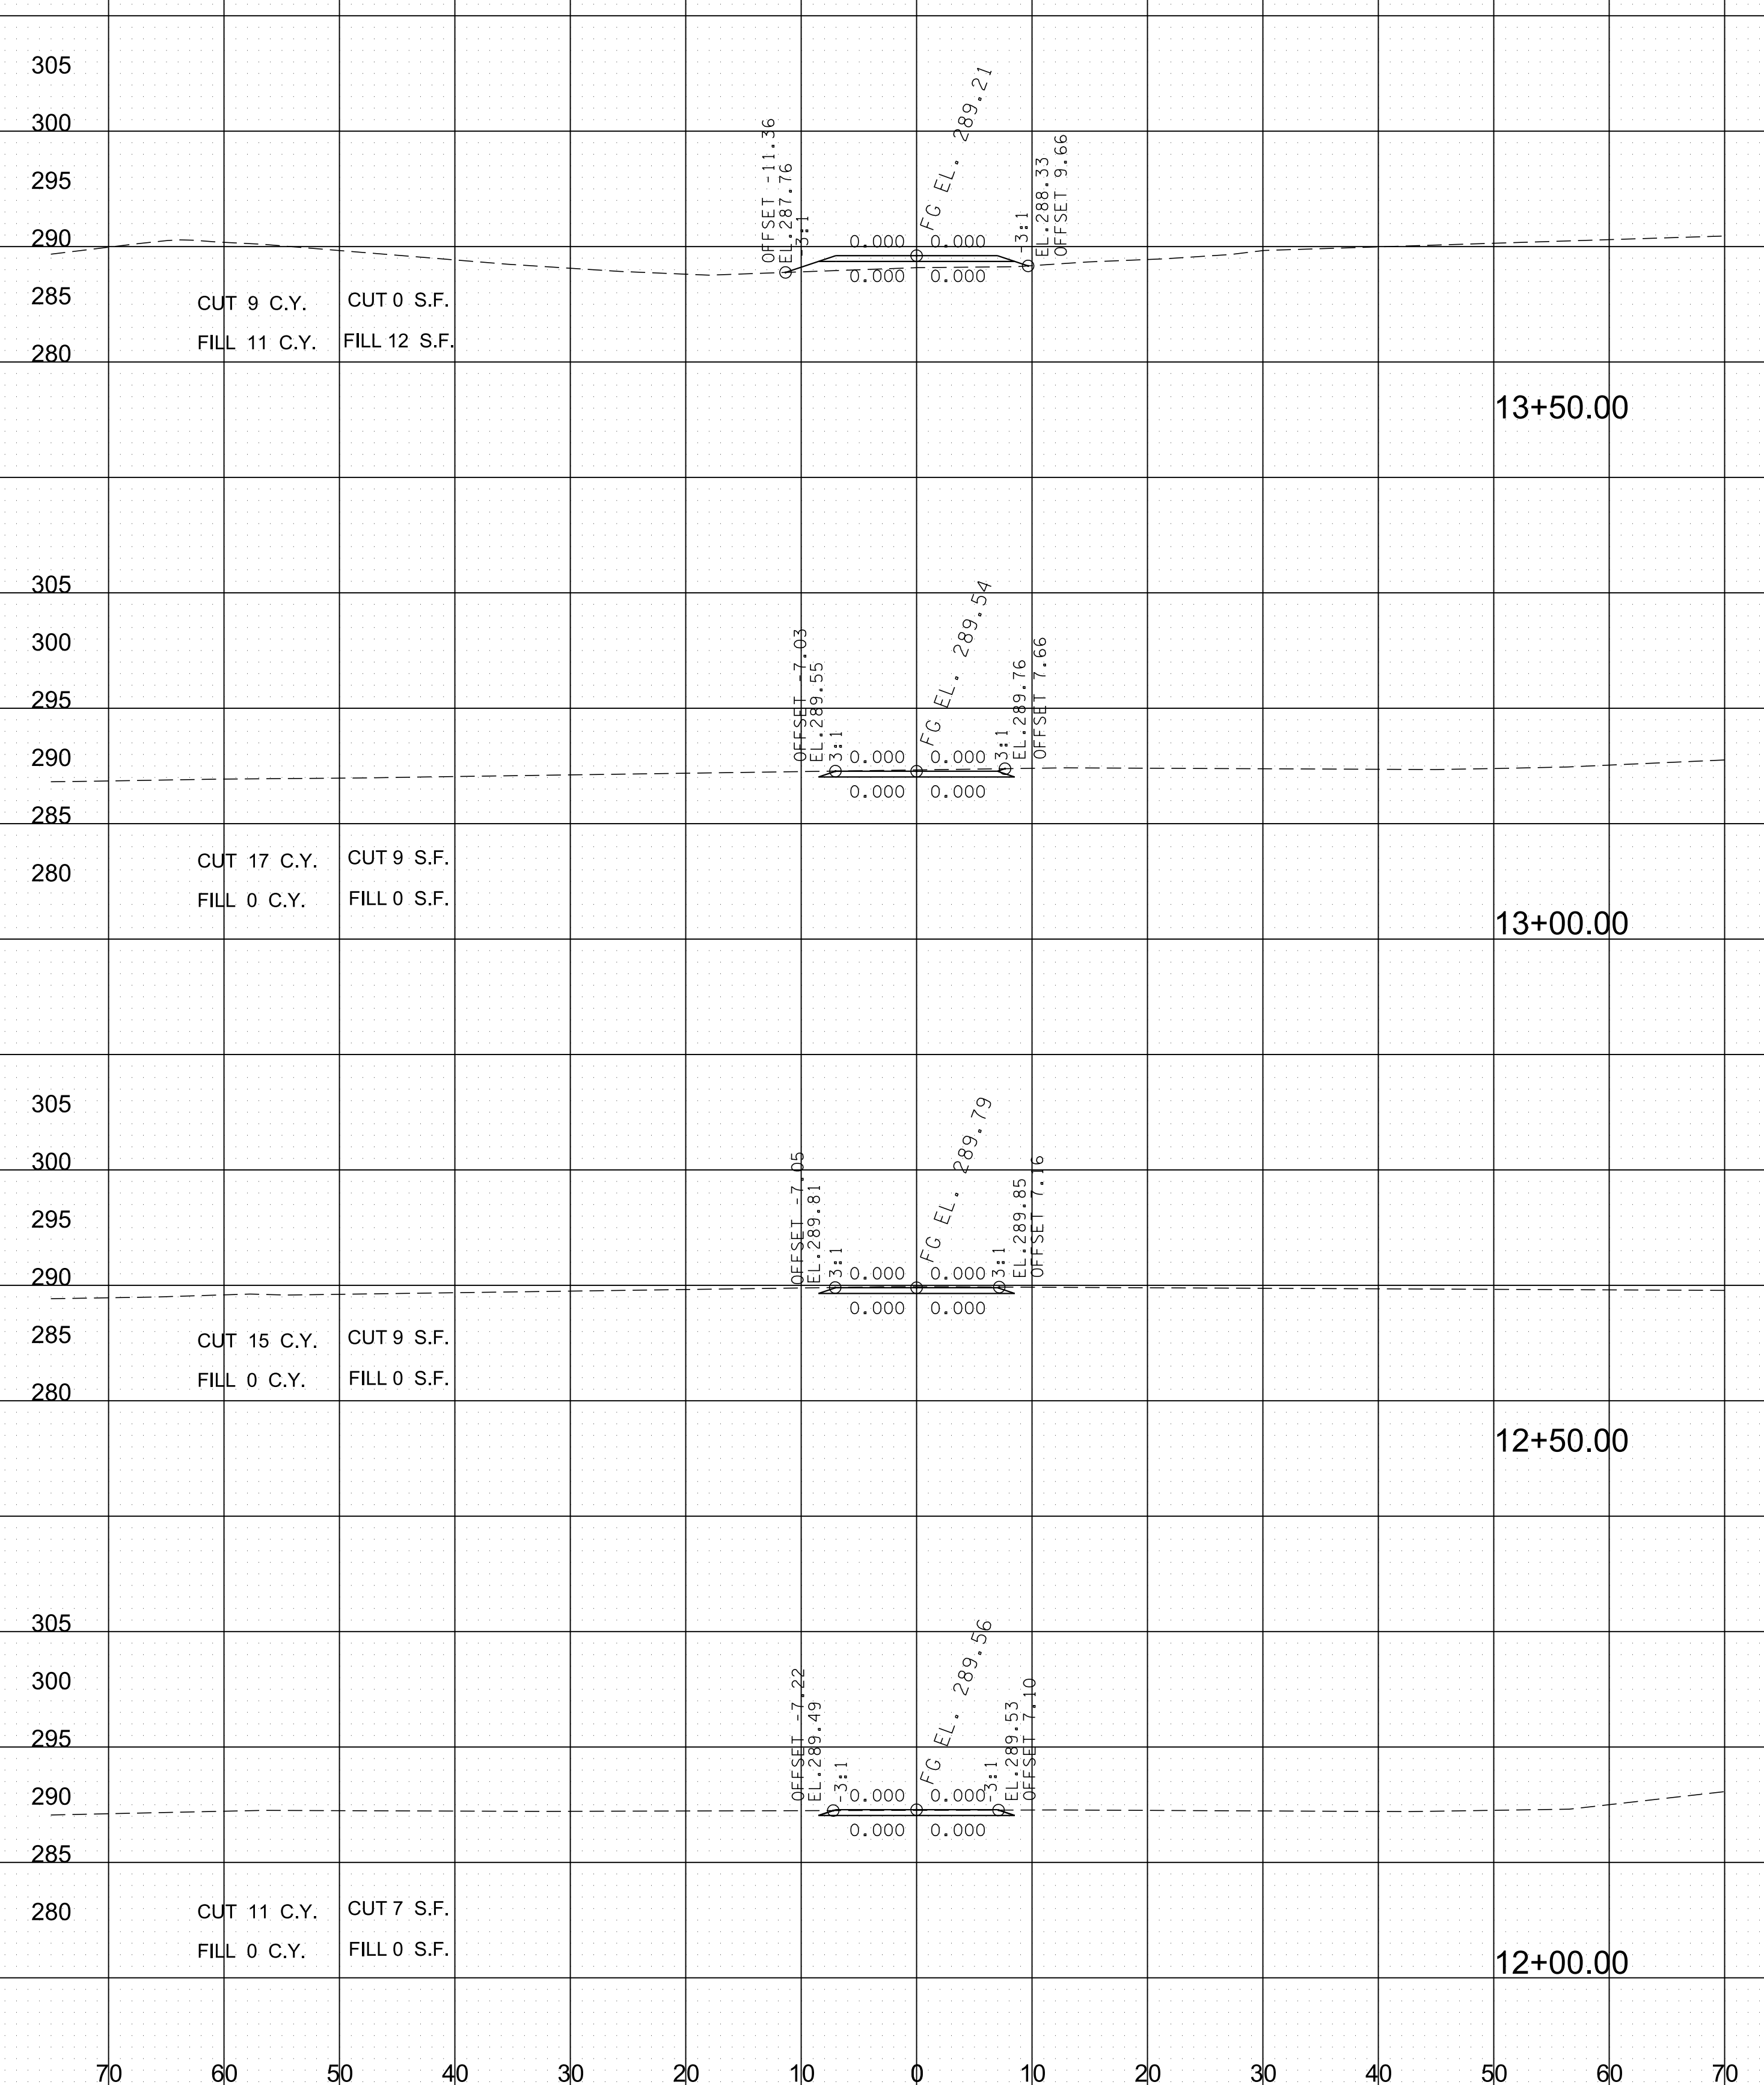 305
300
295
290
285
280
OFFSET -11.36
EL.287.76
-3:1
FG EL. 289.21
-3:1
EL.288.33
OFFSET 9.66
0.000 0.000
0.000 0.000
CUT 9 C.Y. CUT 0 S.F.
FILL 11 C.Y. FILL 12 S.F.
13+50.00
305
300
295
290
285
280
OFFSET -7.03
EL.289.55
3:1
FG EL. 289.54
3:1
EL.289.76
OFFSET 7.66
0.000 0.000
0.000 0.000
CUT 17 C.Y. CUT 9 S.F.
FILL 0 C.Y. FILL 0 S.F.
13+00.00
305
300
295
290
285
280
OFFSET -7.05
EL.289.81
3:1
FG EL. 289.79
3:1
EL.289.85
OFFSET 7.16
0.000 0.000
0.000 0.000
CUT 15 C.Y. CUT 9 S.F.
FILL 0 C.Y. FILL 0 S.F.
12+50.00
305
300
295
290
285
280
OFFSET -7.22
EL.289.49
-3:1
FG EL. 289.56
-3:1
EL.289.53
OFFSET 7.10
0.000 0.000
0.000 0.000
CUT 11 C.Y. CUT 7 S.F.
FILL 0 C.Y. FILL 0 S.F.
12+00.00
70 60 50 40 30 20 10 0 10 20 30 40 50 60 70